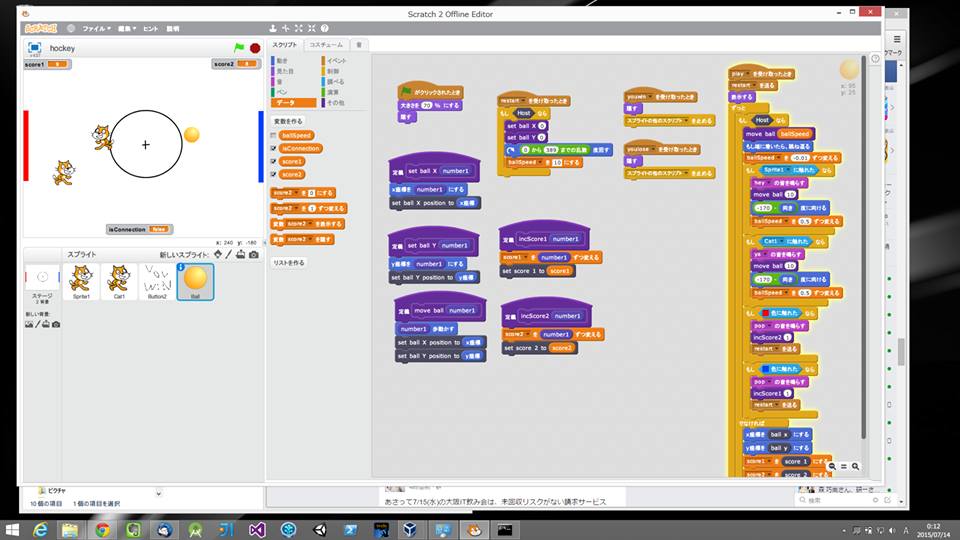 Scratch 2 Offline Editor
SCRATCH ファイル▼ 編集▼ ヒント 説明
hockey
v437
スクリプト コスチューム 音
動き イベント
見た目 制御
音 調べる
ペン 演算
データ その他
変数を作る
ballSpeed
isConnection
score1
score2
score2 を 0 にする
score2 を 1 ずつ変える
変数 score2 を表示する
変数 score2 を隠す
リストを作る
score1
score2
isConnection false
x: 240 y: -180
スプライト 新しいスプライト:
ステージ
2 背景
新しい背景:
Sprite1
Cat1
Button2
Ball
がクリックされたとき
大きさを 70 % にする
隠す
定義 set ball X number1
x座標を number1 にする
set ball X position to x座標
定義 set ball Y number1
y座標を number1 にする
set ball Y position to y座標
定義 move ball number1
number1 歩動かす
set ball X position to x座標
set ball Y position to y座標
restart を受け取ったとき
もし Host なら
set ball X 0
set ball Y 0
0 から 389 までの乱数 度回す
ballSpeed を 10 にする
定義 incScore1 number1
score1 を number1 ずつ変える
set score 1 to score1
定義 incScore2 number1
score2 を number1 ずつ変える
set score 2 to score2
youwin を受け取ったとき
隠す
スプライトの他のスクリプト を止める
youlose を受け取ったとき
隠す
スプライトの他のスクリプト を止める
play を受け取ったとき
restart を送る
表示する
ずっと
もし Host なら
move ball ballSpeed
もし端に着いたら、跳ね返る
ballSpeed を -0.01 ずつ変える
もし Sprite1 に触れた なら
hey の音を鳴らす
move ball 10
-170 - 向き 度に向ける
ballSpeed を 0.5 ずつ変える
もし Cat1 に触れた なら
ya の音を鳴らす
move ball 10
-170 - 向き 度に向ける
ballSpeed を 0.5 ずつ変える
もし 色に触れた なら
pop の音を鳴らす
incScore2 1
restart を送る
もし 色に触れた なら
pop の音を鳴らす
incScore1 1
restart を送る
でなければ
x座標を ball x にする
y座標を ball y にする
score1 を score 1 にする
score2 を score 2
x: 95
y: 25
クマーク
ピクチャ
10 個の項目 1 個の項目を選択
あさって7/15(水)の大阪IT飲み会は、未回収リスクがない請求サービス
検索
A
0:12
2015/07/14